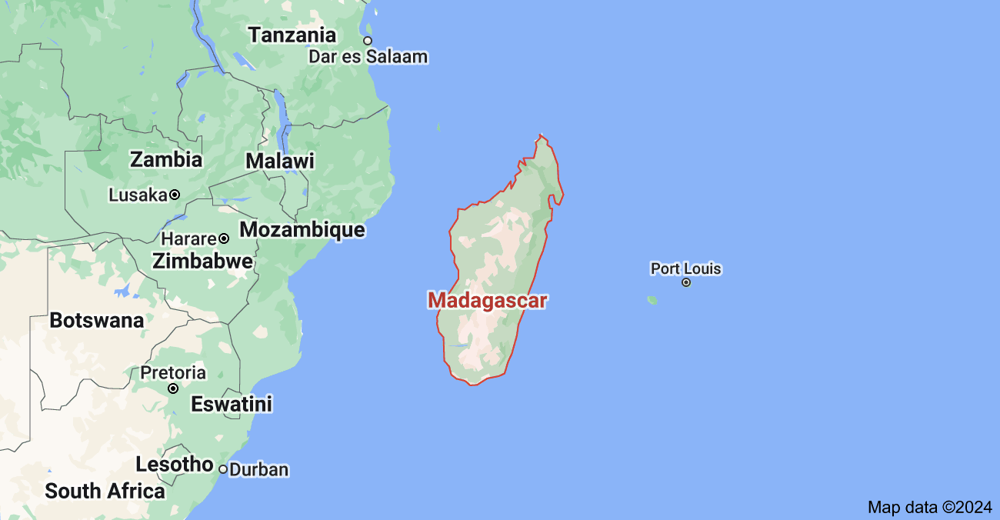 Tanzania
Dar es Salaam
Zambia
Malawi
Lusaka
Mozambique
Harare
Zimbabwe
Port Louis
Madagascar
Botswana
Pretoria
Eswatini
Lesotho
Durban
South Africa
Map data ©2024